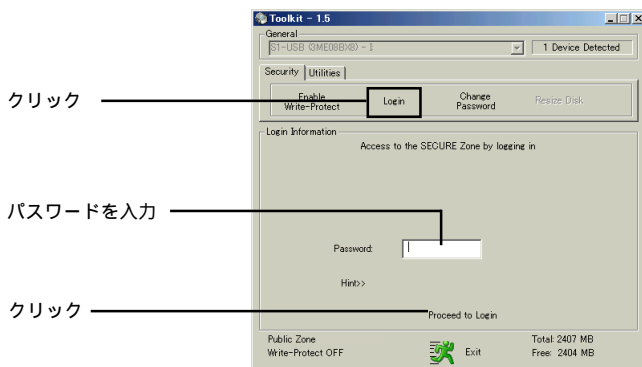 Toolkit - 1.5
General
S1-USB (3ME08BX8) - I:
1 Device Detected
Security
Utilities
クリック
Enable Write-Protect
Login
Change Password
Resize Disk
Login Information
Access to the SECURE Zone by logging in
パスワードを入力
Password:
Hint>>
クリック
Proceed to Login
Public Zone
Write-Protect OFF
Exit
Total: 2407 MB
Free: 2404 MB